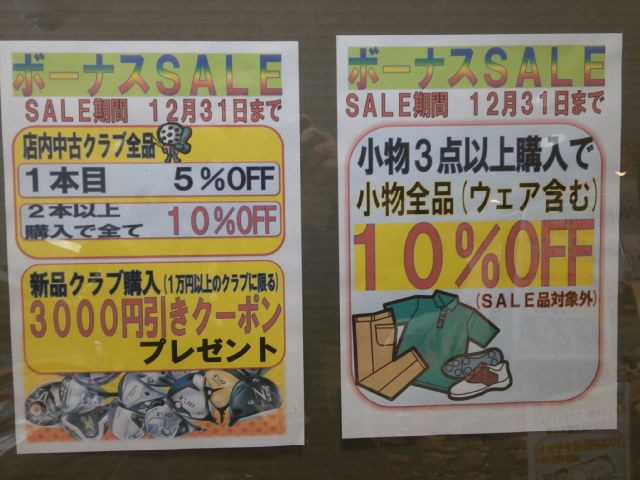 ボーナスSALE
SALE期間 12月31日まで
店内中古クラブ全品
1本目 5%OFF
2本以上
購入で全て 10%OFF
新品クラブ購入(1万円以上のクラブに限る)
3000円引きクーポン
プレゼント
ボーナスSALE
SALE期間 12月31日まで
小物3点以上購入で
小物全品(ウェア含む)
10%OFF
(SALE品対象外)